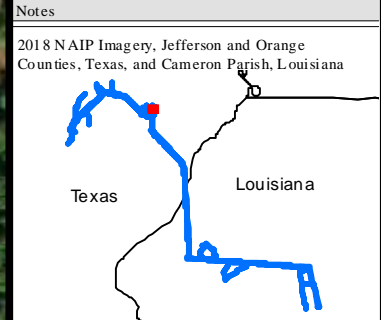 Notes
2018 NAIP Imagery, Jefferson and Orange
Counties, Texas, and Cameron Parish, Louisiana
Texas
Louisiana